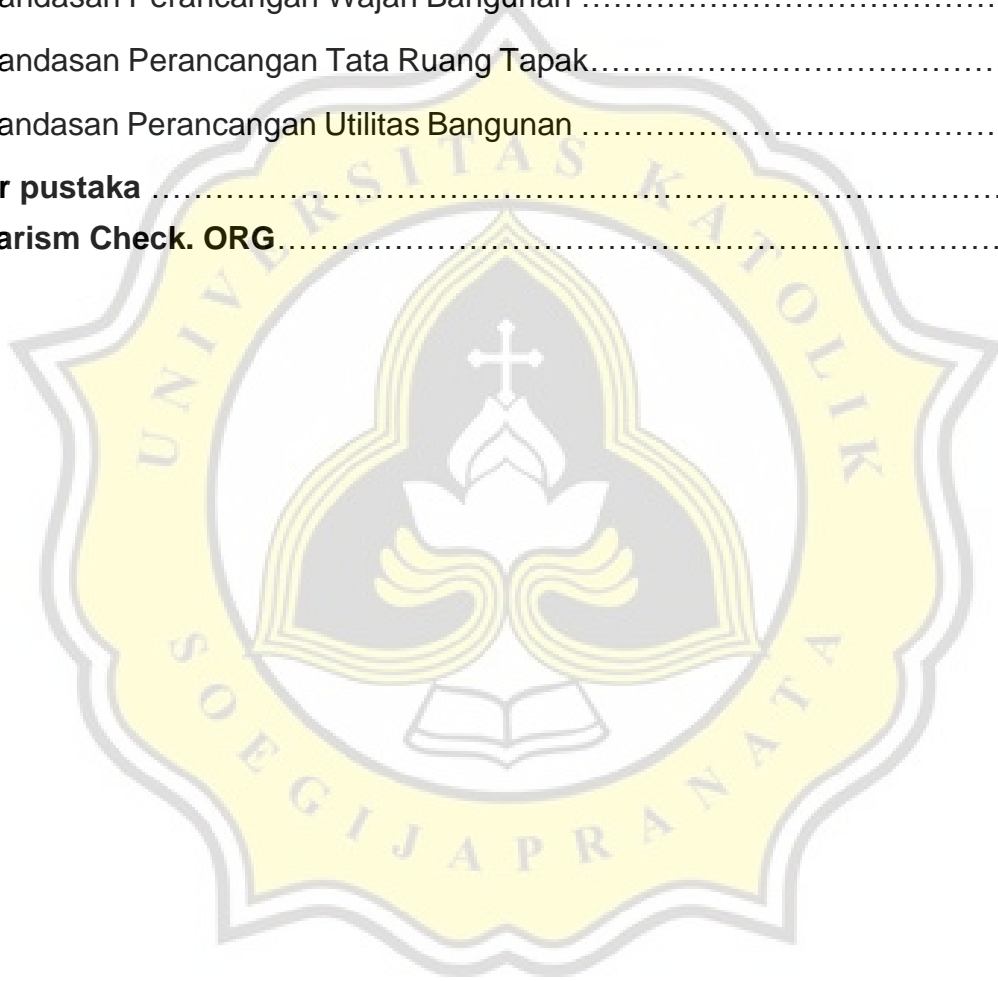 andasan Perancangan Wajah Bangunan ……………………………………
andasan Perancangan Tata Ruang Tapak……………………………………
andasan Perancangan Utilitas Bangunan ……………………………………
r pustaka ……………………………………………………………………………
arism Check. ORG……………………………………………………………………
UNIVERSITAS KATOLIK
SOEGIJAPRANATA